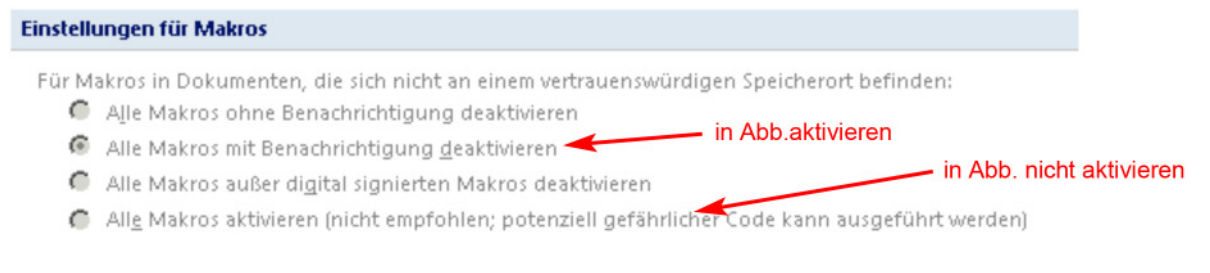 Einstellungen für Makros
Für Makros in Dokumenten, die sich nicht an einem vertrauenswürdigen Speicherort befinden:
Alle Makros ohne Benachrichtigung deaktivieren
Alle Makros mit Benachrichtigung deaktivieren
in Abb.aktivieren
Alle Makros außer digital signierten Makros deaktivieren
in Abb. nicht aktivieren
Alle Makros aktivieren (nicht empfohlen; potenziell gefährlicher Code kann ausgeführt werden)